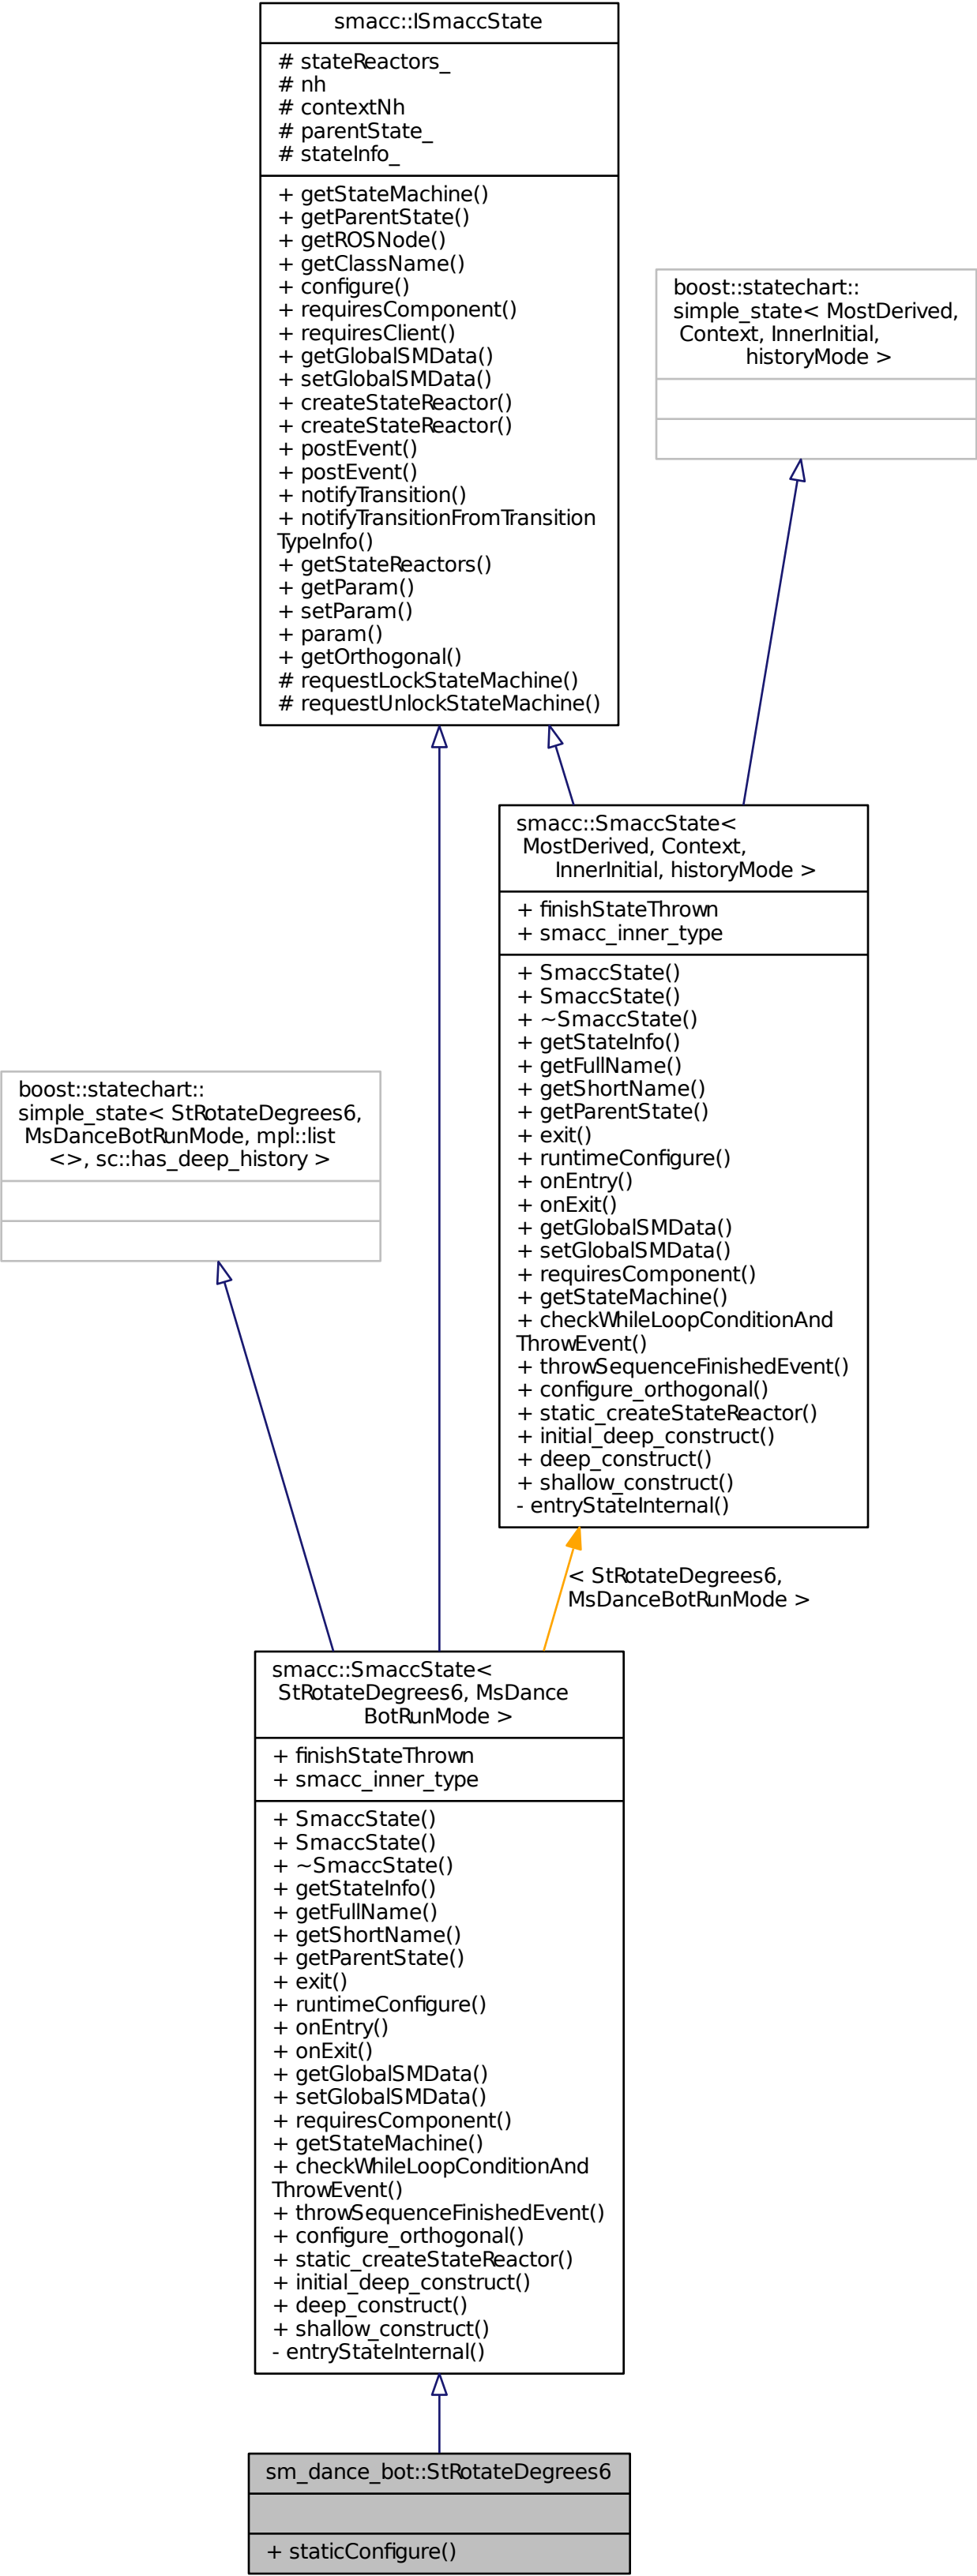 smacc::ISmaccState
# stateReactors_
# nh
# contextNh
# parentState_
# stateInfo_
+ getStateMachine()
+ getParentState()
+ getROSNode()
+ getClassName()
+ configure()
+ requiresComponent()
+ requiresClient()
+ getGlobalSMData()
+ setGlobalSMData()
+ createStateReactor()
+ createStateReactor()
+ postEvent()
+ postEvent()
+ notifyTransition()
+ notifyTransitionFromTransition
TypeInfo()
+ getStateReactors()
+ getParam()
+ setParam()
+ param()
+ getOrthogonal()
# requestLockStateMachine()
# requestUnlockStateMachine()
boost::statechart::
simple_state< MostDerived,
Context, InnerInitial,
historyMode >
smacc::SmaccState<
MostDerived, Context,
InnerInitial, historyMode >
+ finishStateThrown
+ smacc_inner_type
+ SmaccState()
+ SmaccState()
+ ~SmaccState()
+ getStateInfo()
+ getFullName()
+ getShortName()
+ getParentState()
+ exit()
+ runtimeConfigure()
+ onEntry()
+ onExit()
+ getGlobalSMData()
+ setGlobalSMData()
+ requiresComponent()
+ getStateMachine()
+ checkWhileLoopConditionAnd
ThrowEvent()
+ throwSequenceFinishedEvent()
+ configure_orthogonal()
+ static_createStateReactor()
+ initial_deep_construct()
+ deep_construct()
+ shallow_construct()
- entryStateInternal()
boost::statechart::
simple_state< StRotateDegrees6,
MsDanceBotRunMode, mpl::list
<>, sc::has_deep_history >
< StRotateDegrees6,
MsDanceBotRunMode >
smacc::SmaccState<
StRotateDegrees6, MsDance
BotRunMode >
+ finishStateThrown
+ smacc_inner_type
+ SmaccState()
+ SmaccState()
+ ~SmaccState()
+ getStateInfo()
+ getFullName()
+ getShortName()
+ getParentState()
+ exit()
+ runtimeConfigure()
+ onEntry()
+ onExit()
+ getGlobalSMData()
+ setGlobalSMData()
+ requiresComponent()
+ getStateMachine()
+ checkWhileLoopConditionAnd
ThrowEvent()
+ throwSequenceFinishedEvent()
+ configure_orthogonal()
+ static_createStateReactor()
+ initial_deep_construct()
+ deep_construct()
+ shallow_construct()
- entryStateInternal()
sm_dance_bot::StRotateDegrees6
+ staticConfigure()